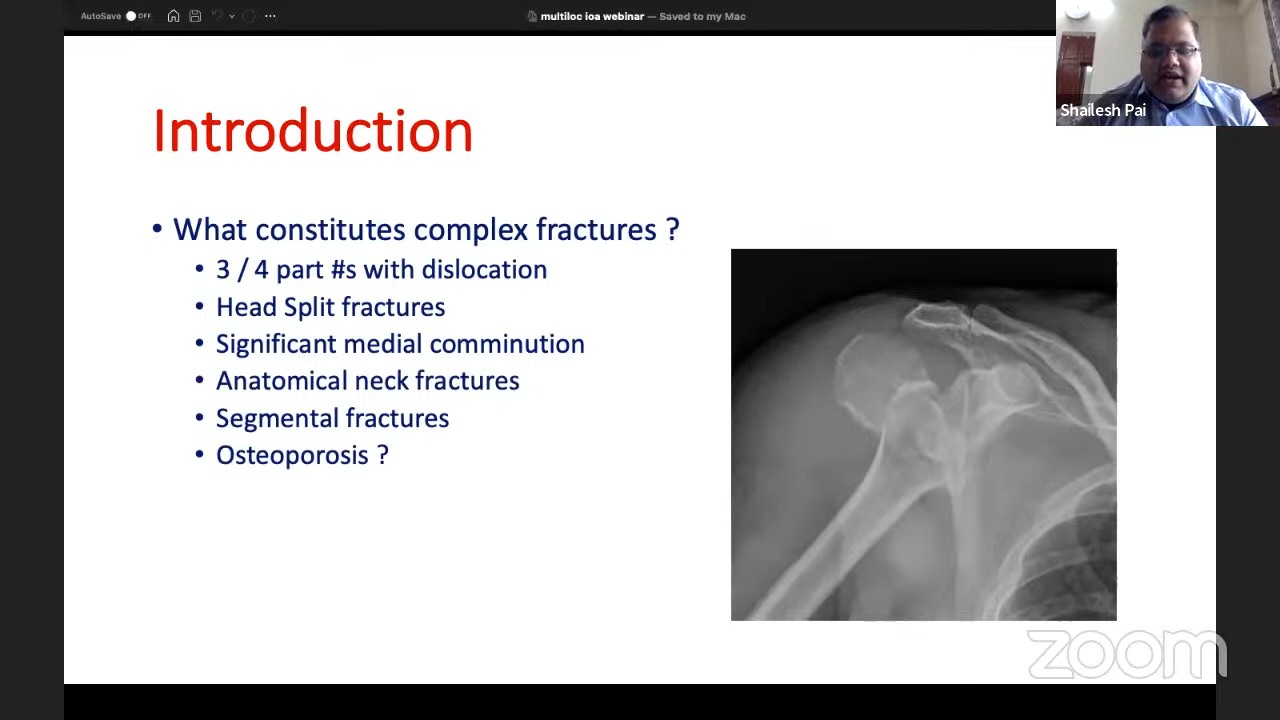 AutoSave OFF
multiloc ioa webinar — Saved to my Mac
Shailesh Pai
Introduction
• What constitutes complex fractures ?
• 3 / 4 part #s with dislocation
• Head Split fractures
• Significant medial comminution
• Anatomical neck fractures
• Segmental fractures
• Osteoporosis ?
zoom